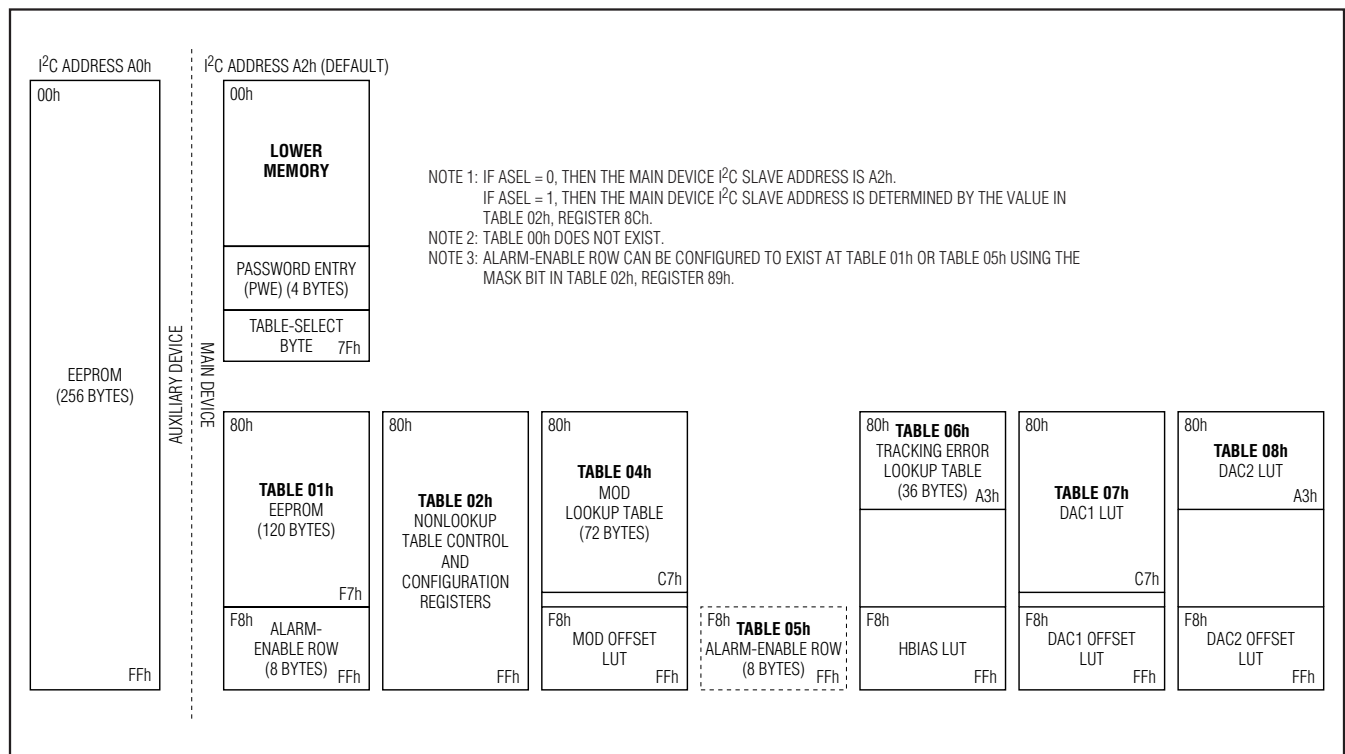 I2C ADDRESS A0h
00h
EEPROM
(256 BYTES)
FFh
AUXILIARY DEVICE
MAIN DEVICE
I2C ADDRESS A2h (DEFAULT)
00h
LOWER
MEMORY
PASSWORD ENTRY
(PWE) (4 BYTES)
TABLE-SELECT
BYTE
7Fh
NOTE 1: IF ASEL = 0, THEN THE MAIN DEVICE I2C SLAVE ADDRESS IS A2h.
IF ASEL = 1, THEN THE MAIN DEVICE I2C SLAVE ADDRESS IS DETERMINED BY THE VALUE IN
TABLE 02h, REGISTER 8Ch.
NOTE 2: TABLE 00h DOES NOT EXIST.
NOTE 3: ALARM-ENABLE ROW CAN BE CONFIGURED TO EXIST AT TABLE 01h OR TABLE 05h USING THE
MASK BIT IN TABLE 02h, REGISTER 89h.
80h
TABLE 01h
EEPROM
(120 BYTES)
F7h
F8h
ALARM-
ENABLE ROW
(8 BYTES)
FFh
80h
TABLE 02h
NONLOOKUP
TABLE CONTROL
AND
CONFIGURATION
REGISTERS
FFh
80h
TABLE 04h
MOD
LOOKUP TABLE
(72 BYTES)
C7h
F8h
MOD OFFSET
LUT
FFh
F8h
TABLE 05h
ALARM-ENABLE ROW
(8 BYTES)
FFh
80h
TABLE 06h
TRACKING ERROR
LOOKUP TABLE
(36 BYTES)
A3h
F8h
HBIAS LUT
FFh
80h
TABLE 07h
DAC1 LUT
C7h
F8h
DAC1 OFFSET
LUT
FFh
80h
TABLE 08h
DAC2 LUT
A3h
F8h
DAC2 OFFSET
LUT
FFh